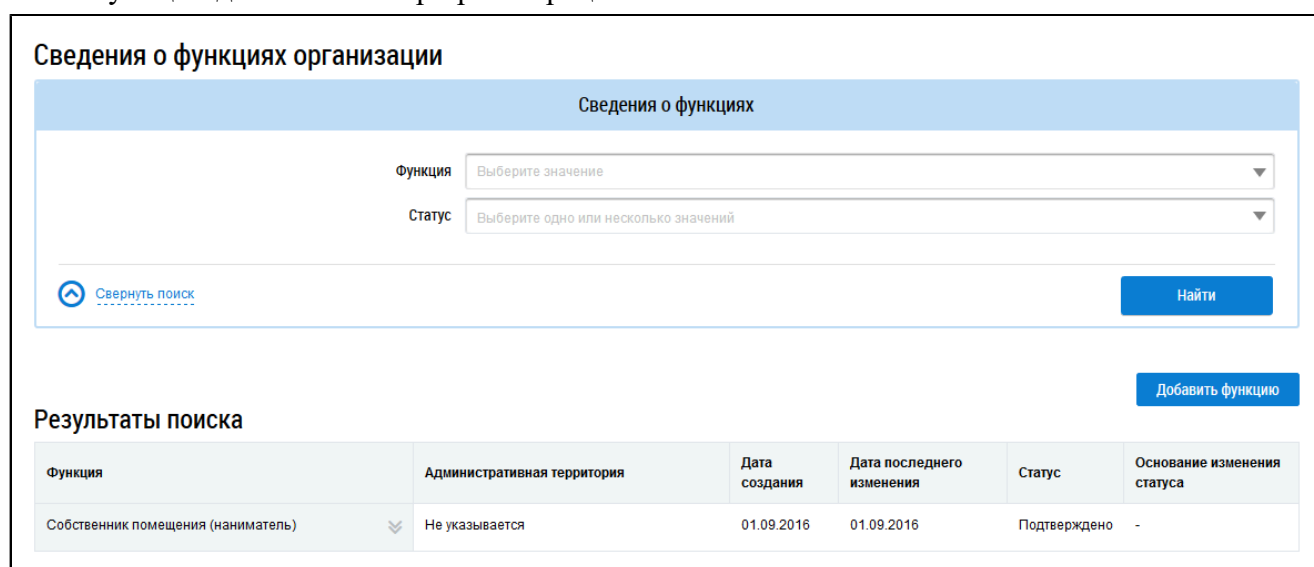 Сведения о функциях организации
Сведения о функциях
Функция Выберите значение
Статус Выберите одно или несколько значений
Свернуть поиск Найти
Добавить функцию
Результаты поиска
Функция Административная территория Дата создания Дата последнего изменения Статус Основание изменения статуса
Собственник помещения (наниматель) Не указывается 01.09.2016 01.09.2016 Подтверждено -